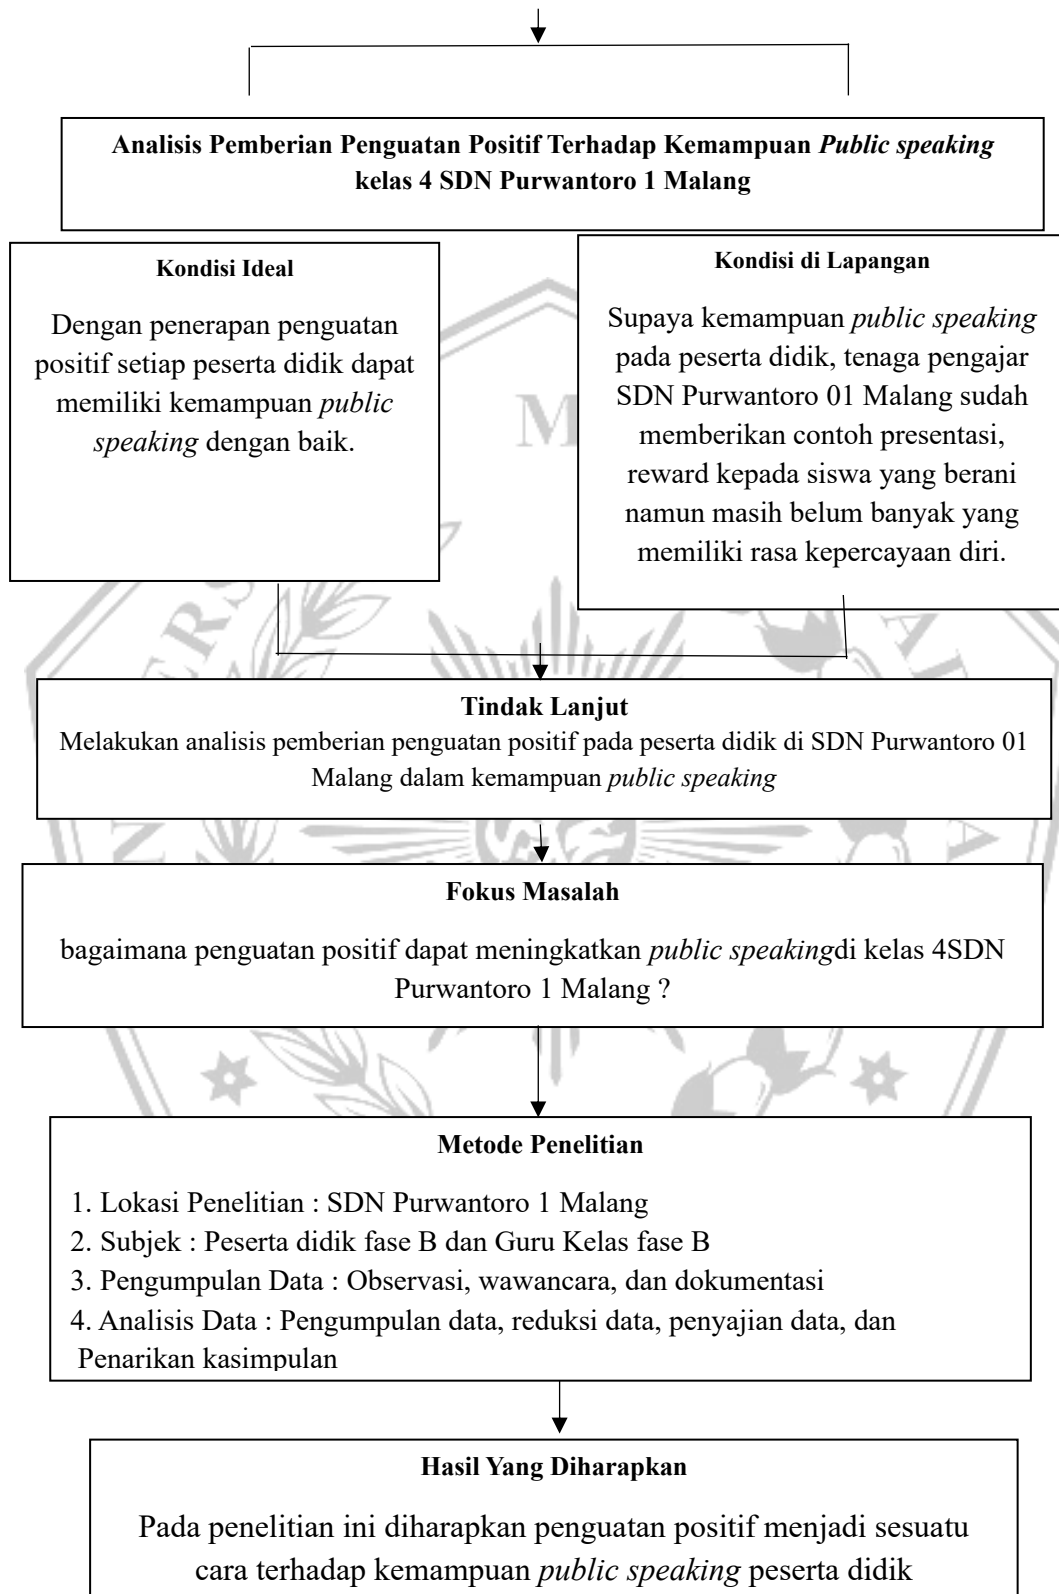 Analisis Pemberian Penguatan Positif Terhadap Kemampuan Public speaking
kelas 4 SDN Purwantoro 1 Malang
Kondisi Ideal
Dengan penerapan penguatan
positif setiap peserta didik dapat
memiliki kemampuan public
speaking dengan baik.
Kondisi di Lapangan
Supaya kemampuan public speaking
pada peserta didik, tenaga pengajar
SDN Purwantoro 01 Malang sudah
memberikan contoh presentasi,
reward kepada siswa yang berani
namun masih belum banyak yang
memiliki rasa kepercayaan diri.
Tindak Lanjut
Melakukan analisis pemberian penguatan positif pada peserta didik di SDN Purwantoro 01
Malang dalam kemampuan public speaking
Fokus Masalah
bagaimana penguatan positif dapat meningkatkan public speakingdi kelas 4SDN
Purwantoro 1 Malang ?
Metode Penelitian
1. Lokasi Penelitian : SDN Purwantoro 1 Malang
2. Subjek : Peserta didik fase B dan Guru Kelas fase B
3. Pengumpulan Data : Observasi, wawancara, dan dokumentasi
4. Analisis Data : Pengumpulan data, reduksi data, penyajian data, dan
Penarikan kasimpulan
Hasil Yang Diharapkan
Pada penelitian ini diharapkan penguatan positif menjadi sesuatu
cara terhadap kemampuan public speaking peserta didik